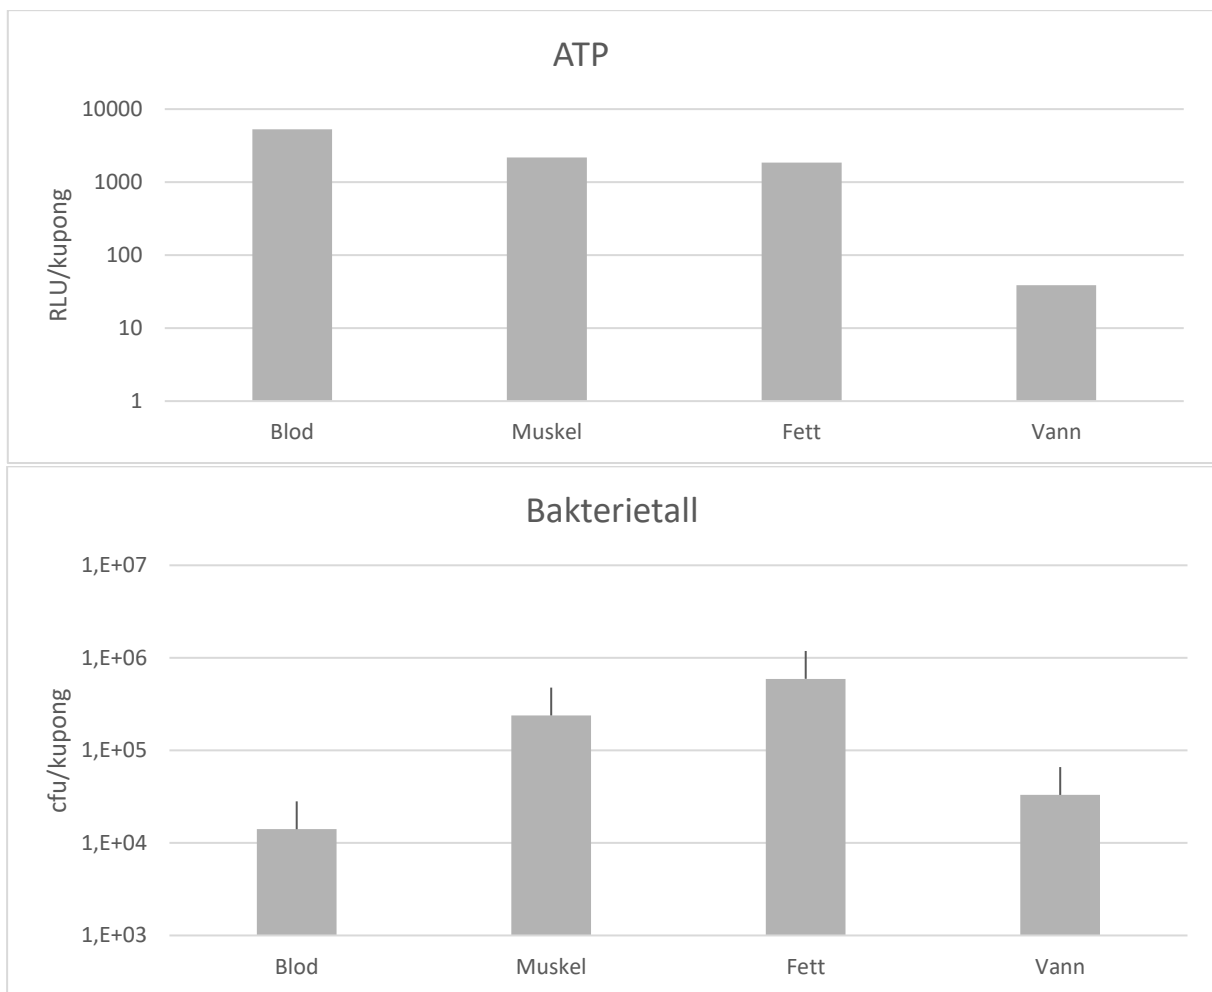 ATP
10000
1000
100
10
1
RLU/kupong
Blod Muskel Fett Vann
Bakterietall
1,E+07
1,E+06
1,E+05
1,E+04
1,E+03
cfu/kupong
Blod Muskel Fett Vann